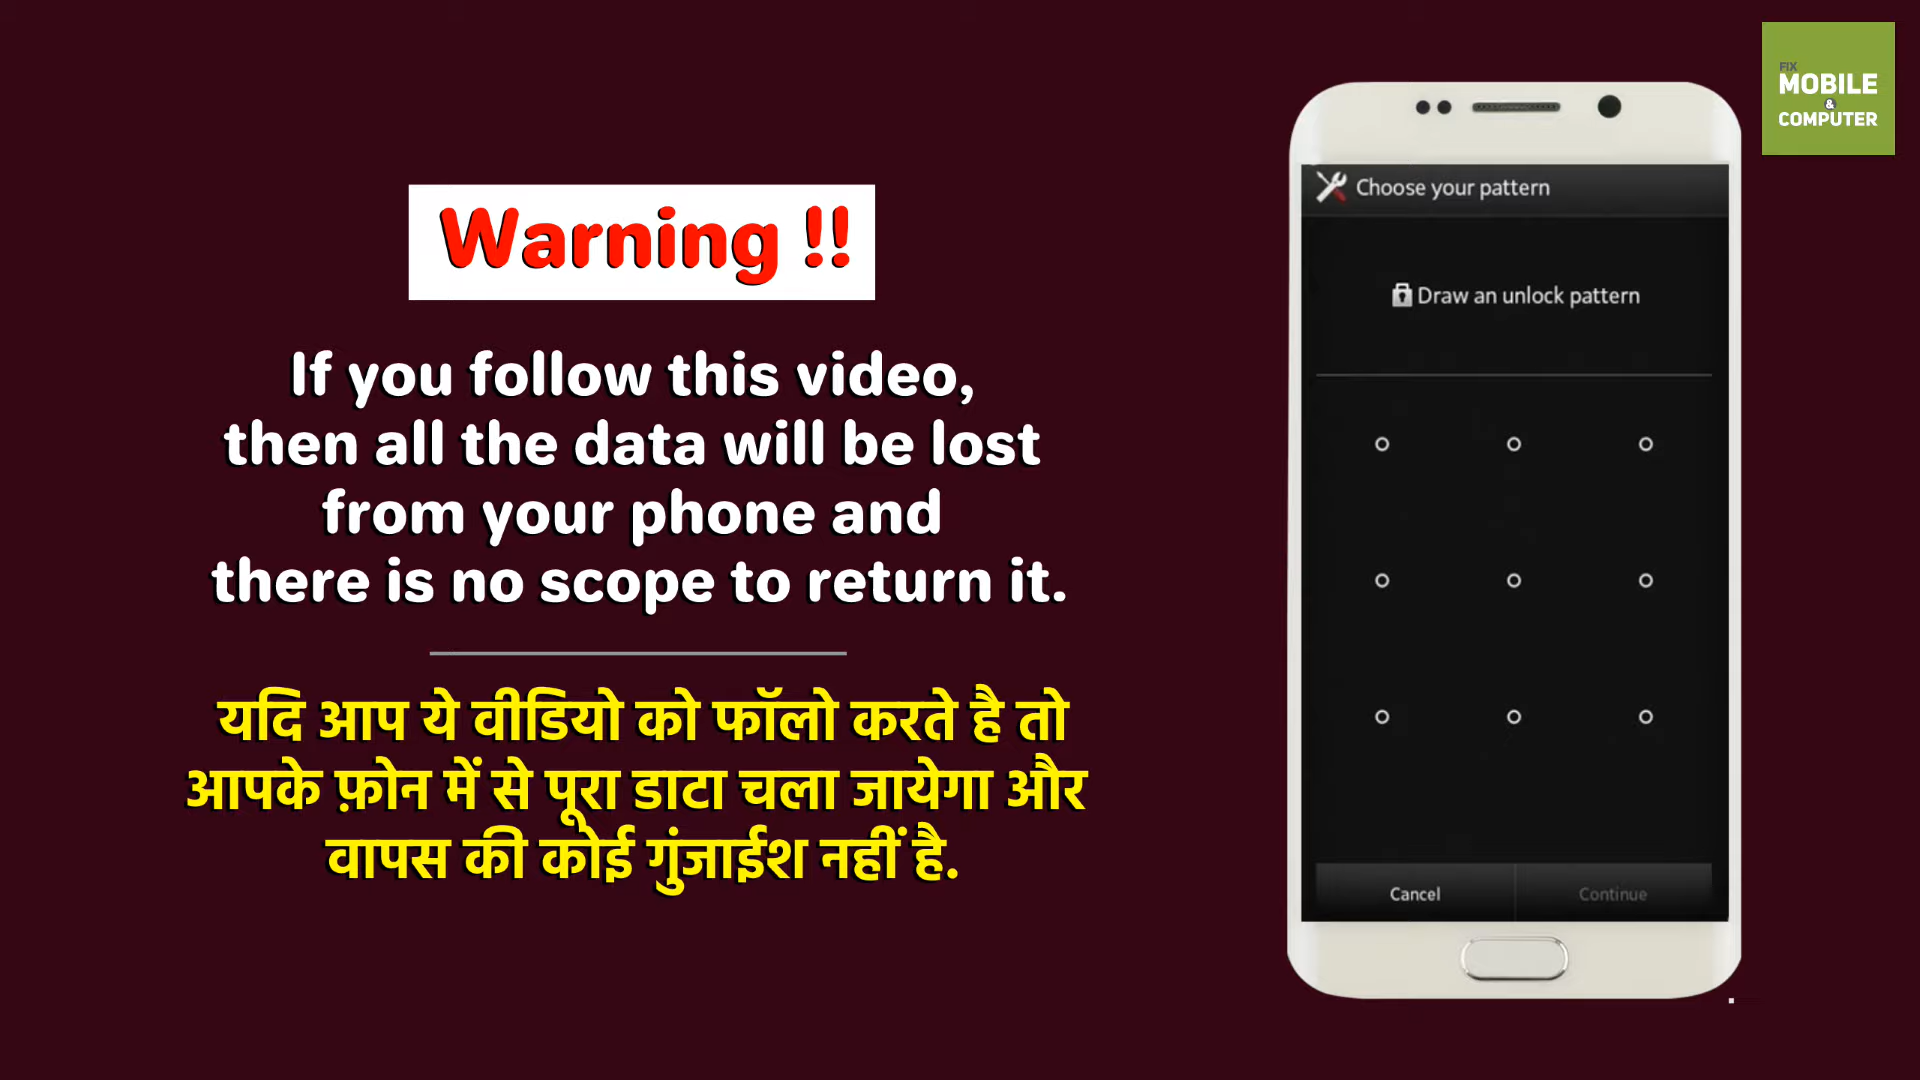 FIX
MOBILE
&
COMPUTER
Warning !!
If you follow this video,
then all the data will be lost
from your phone and
there is no scope to return it.
यदि आप ये वीडियो को फॉलो करते है तो
आपके फ़ोन में से पूरा डाटा चला जायेगा और
वापस की कोई गुंजाईश नहीं है.
Choose your pattern
Draw an unlock pattern
Cancel
Continue